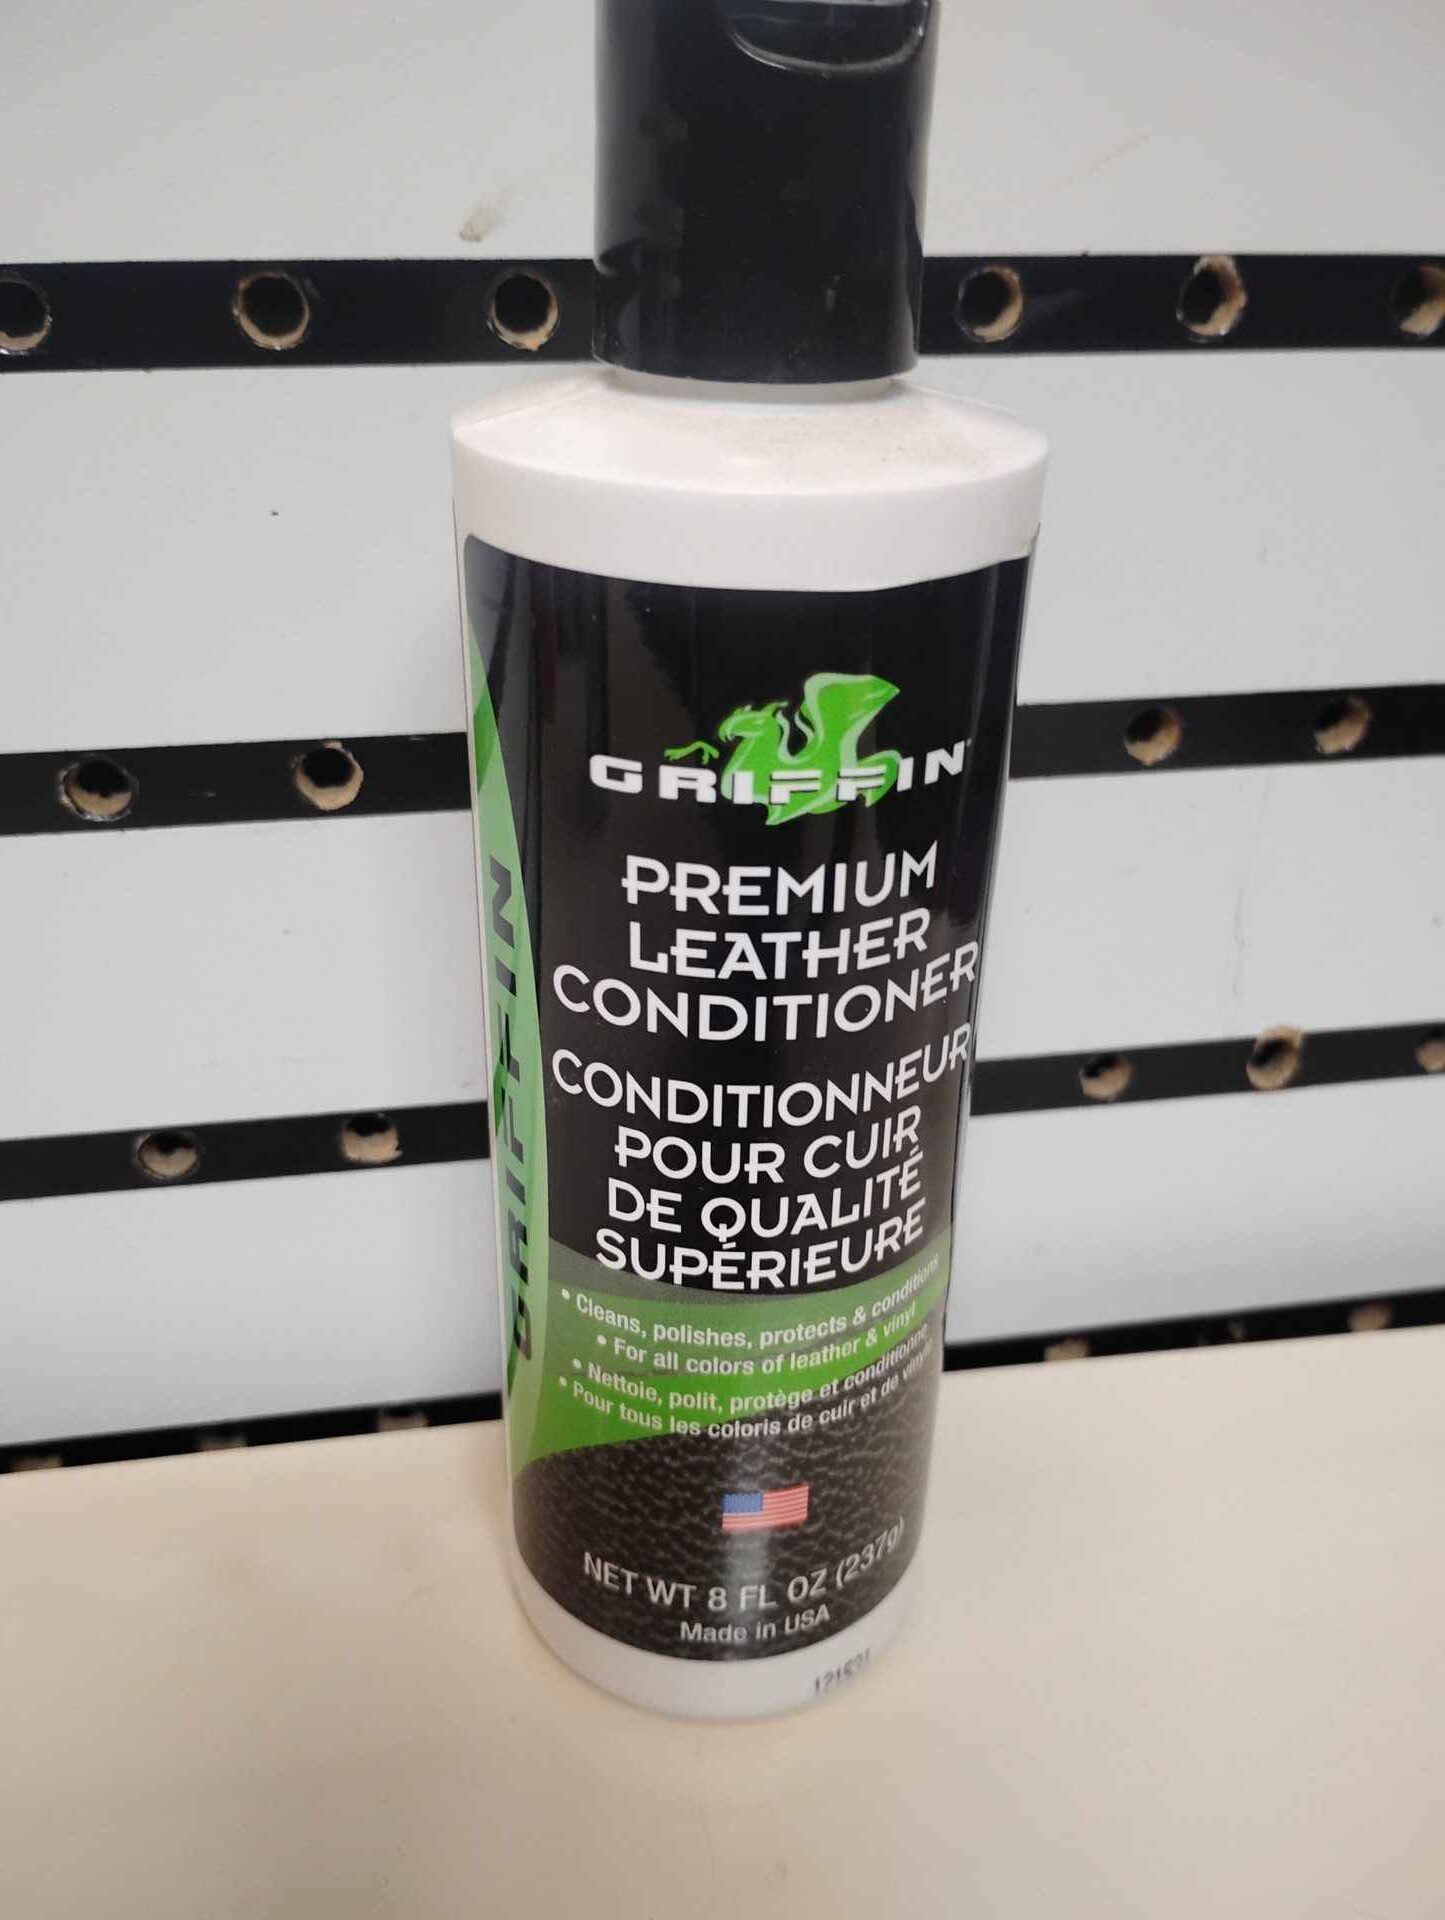 GRIFFIN
PREMIUM
LEATHER
CONDITIONER
CONDITIONNEUR
POUR CUIR
DE QUALITÉ
SUPÉRIEURE
• Cleans, polishes, protects & conditions
• For all colors of leather & vinyl
• Nettoie, polit, protège et conditionne
• Pour tous les coloris de cuir et de vinyle
NET WT 8 FL OZ (237g)
Made in USA
GRIFFIN